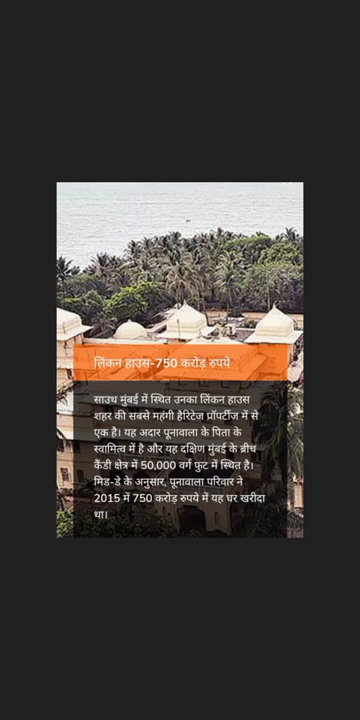 लिंकन हाउस-750 करोड़ रुपये
साउथ मुंबई में स्थित उनका लिंकन हाउस
शहर की सबसे महंगी हैरिटेज प्रॉपर्टीज में से
एक है। यह अदार पूनावाला के पिता के
स्वामित्व में है और यह दक्षिण मुंबई के ब्रीच
कैंडी क्षेत्र में 50,000 वर्ग फुट में स्थित है।
मिड-डे के अनुसार, पूनावाला परिवार ने
2015 में 750 करोड़ रुपये में यह घर खरीदा
था।